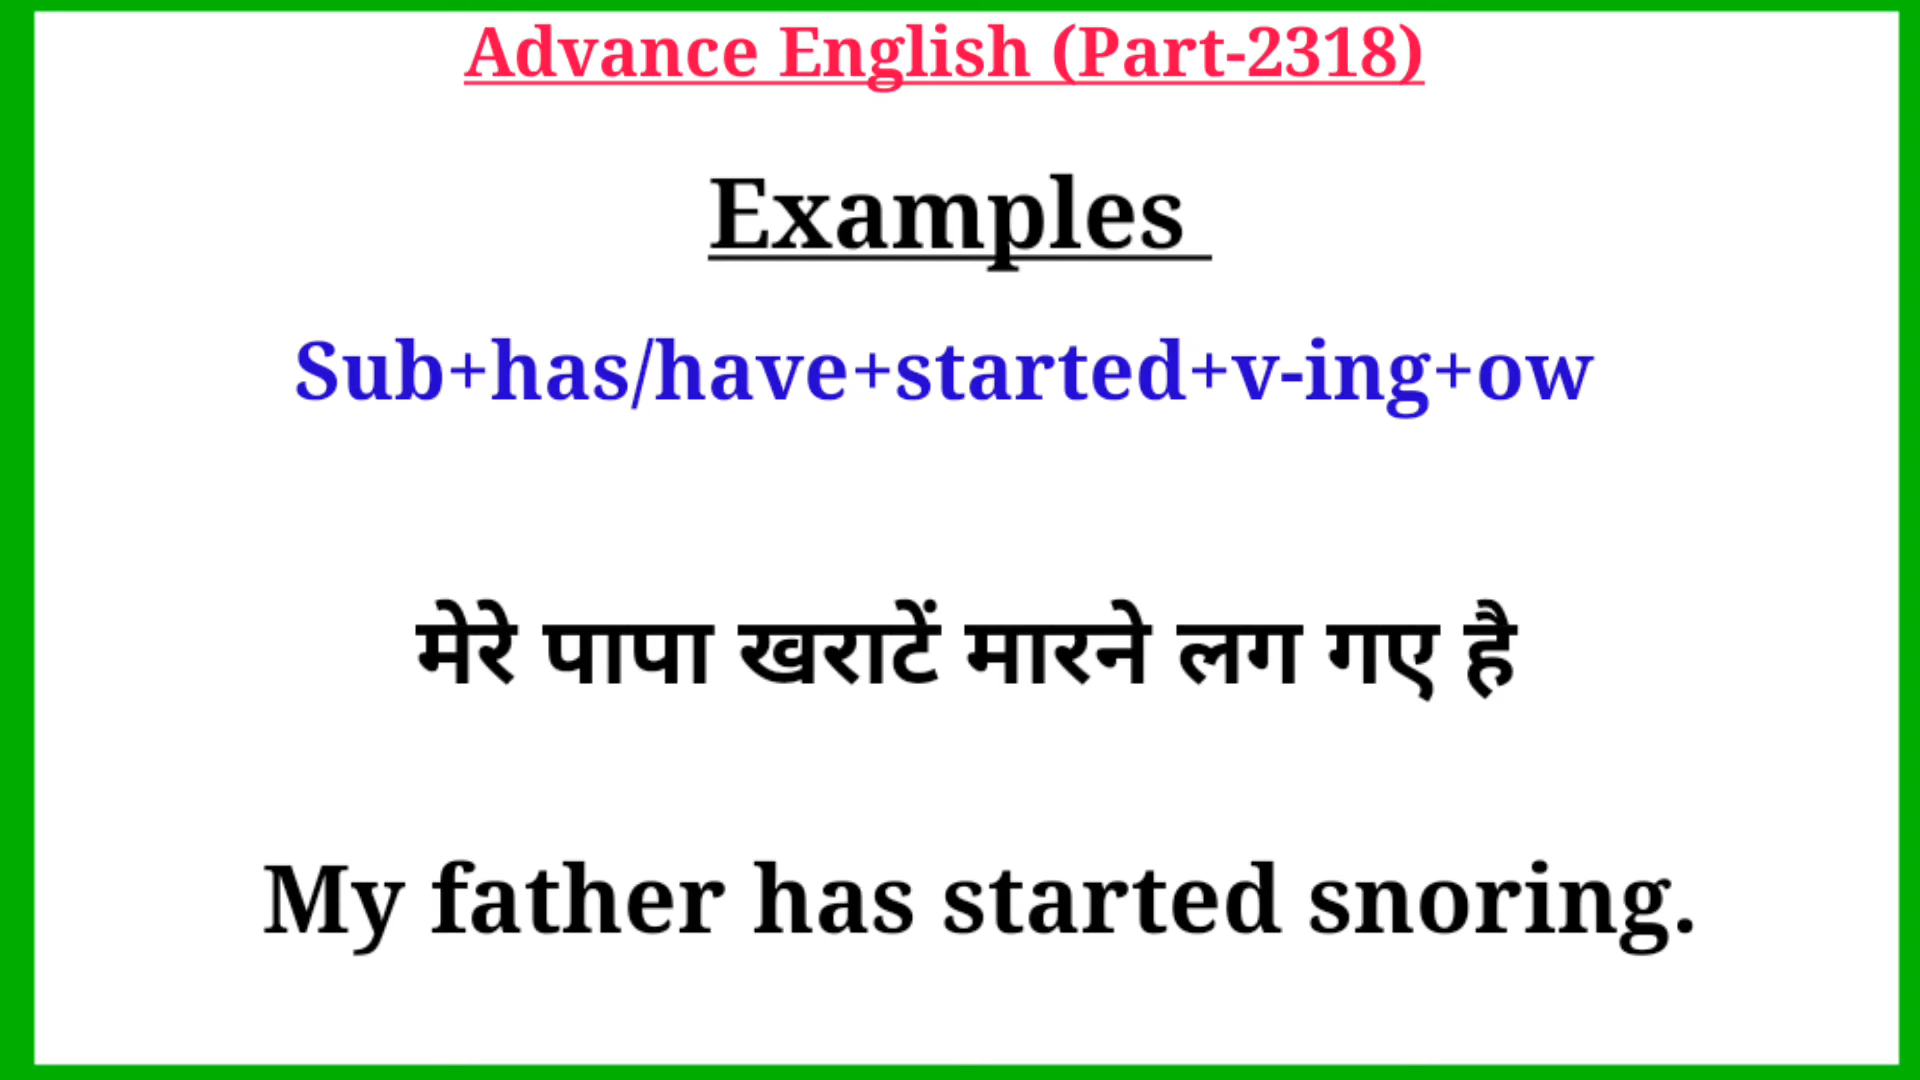 Advance English (Part-2318)
Examples
Sub+has/have+started+v-ing+ow
मेरे पापा खराटें मारने लग गए है
My father has started snoring.